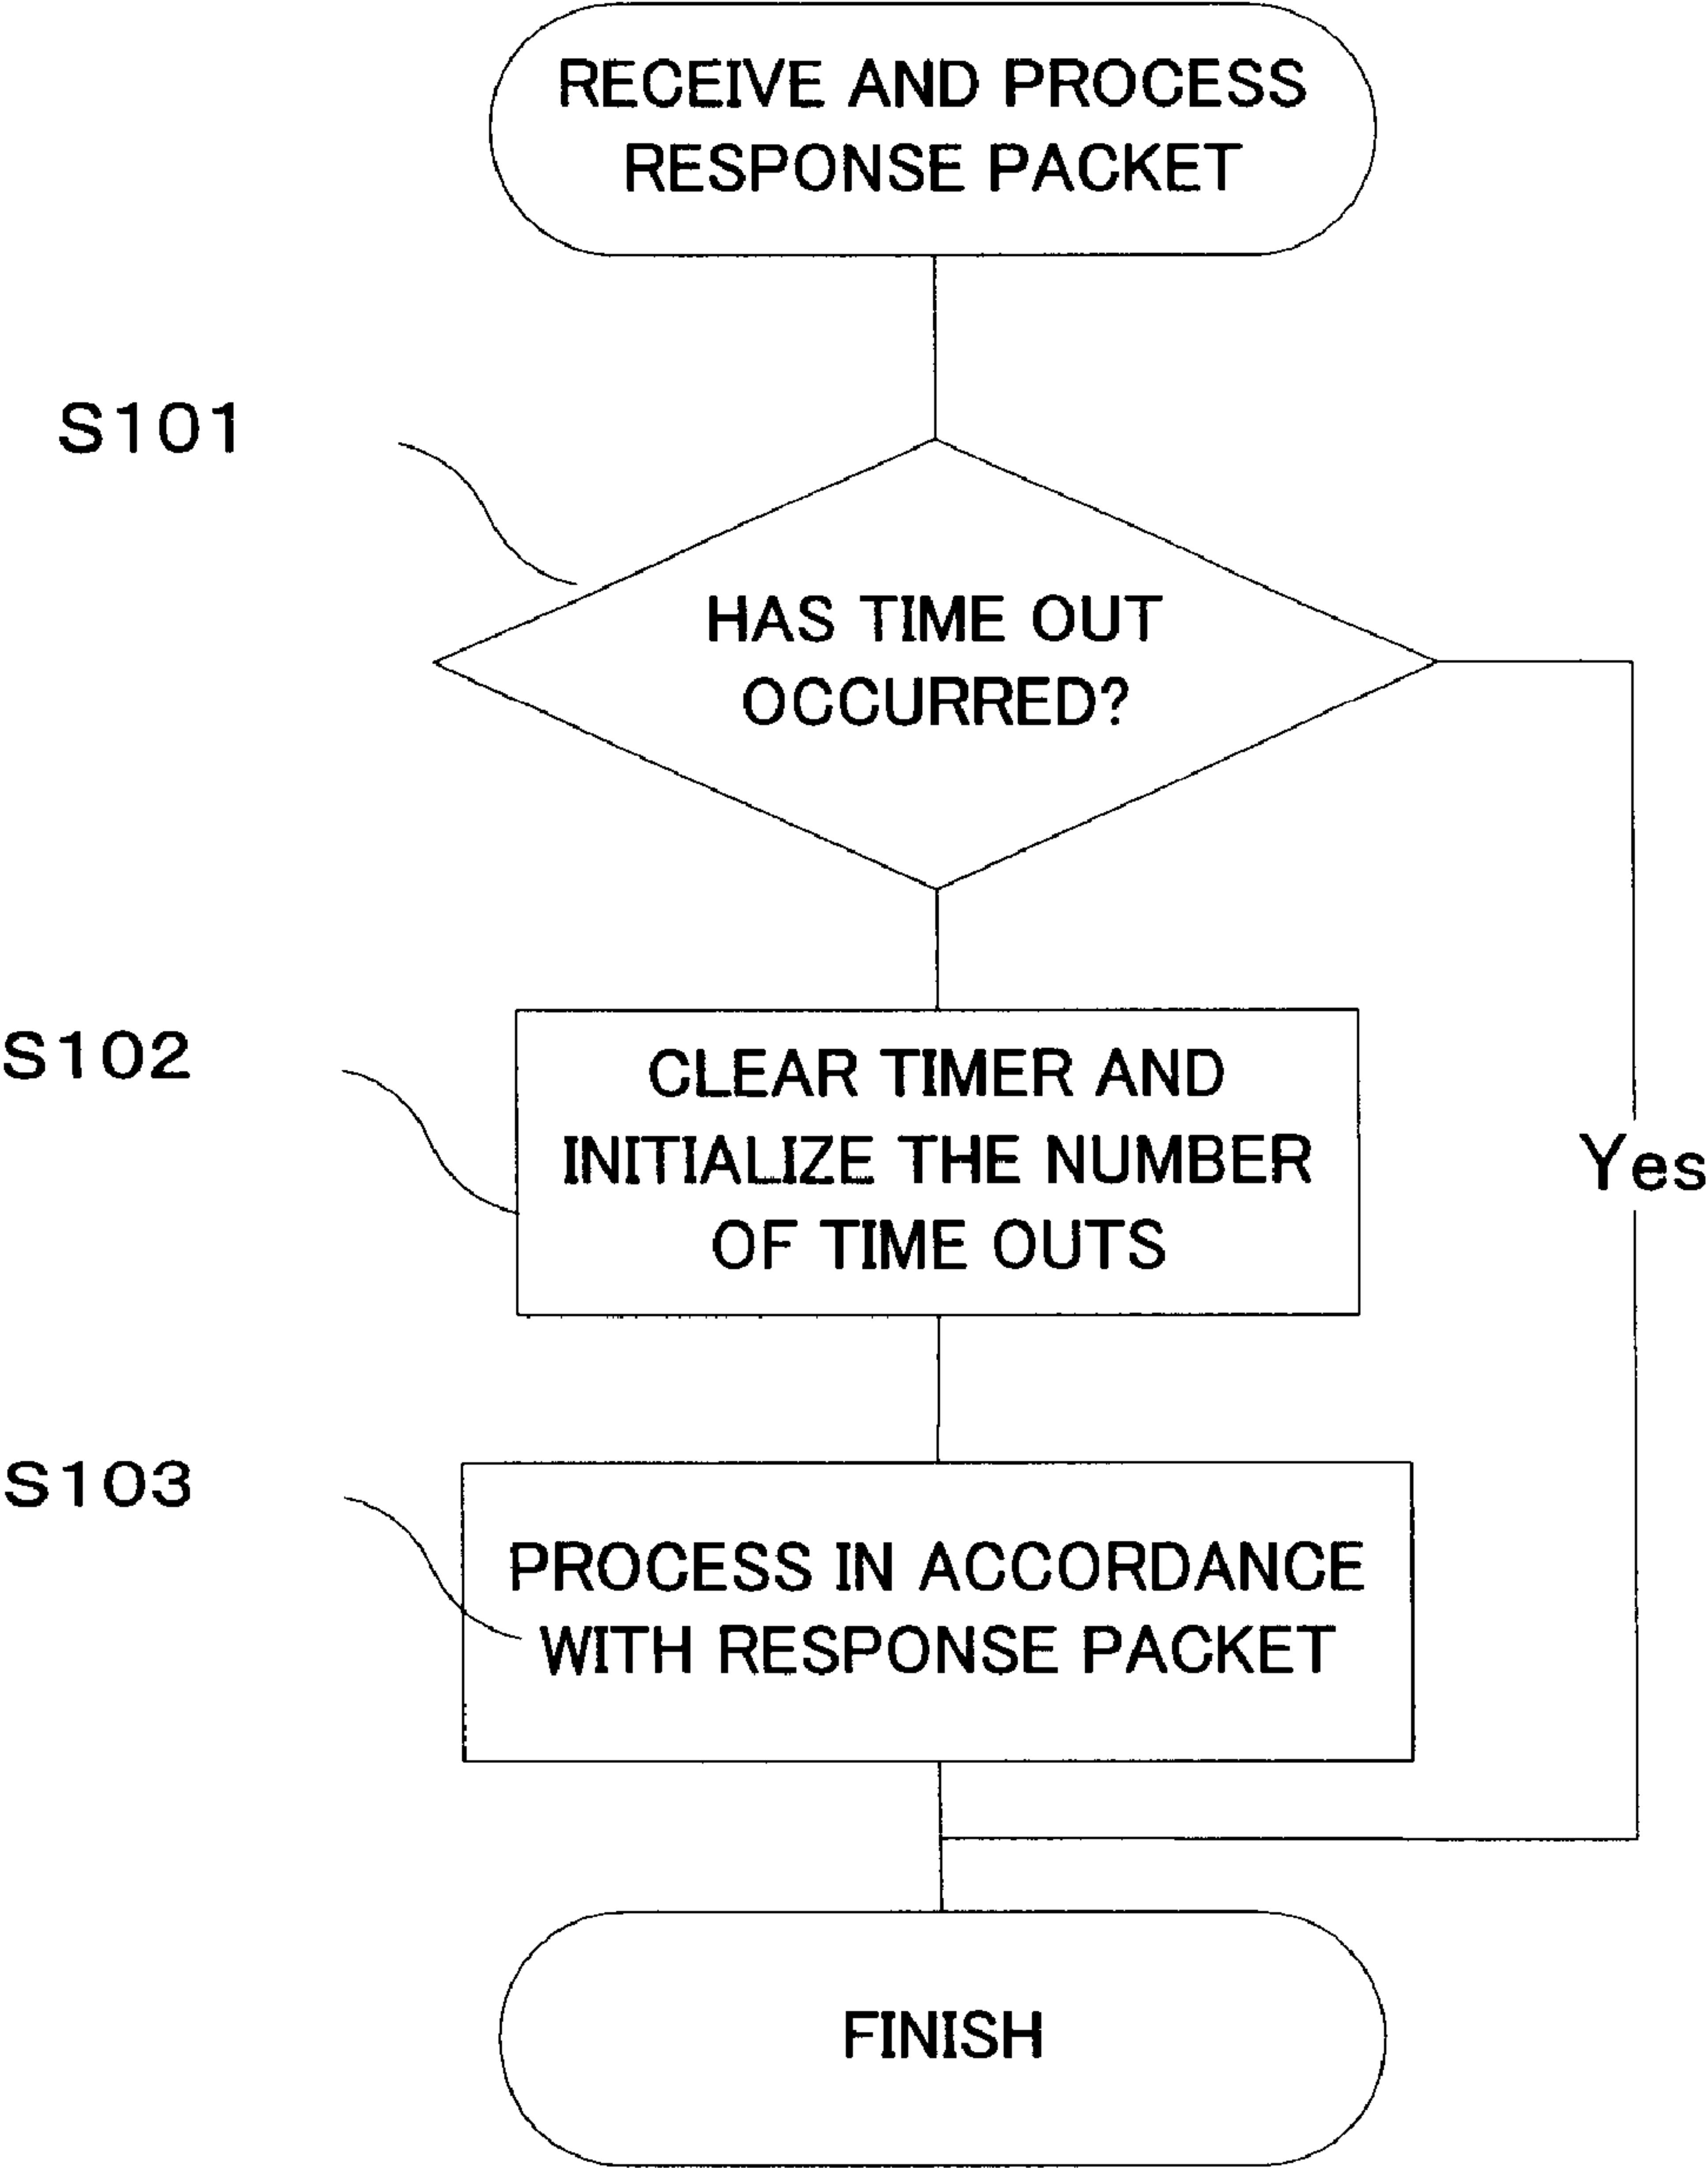 RECEIVE AND PROCESS
RESPONSE PACKET
S101
HAS TIME OUT
OCCURRED?
S102
CLEAR TIMER AND
INITIALIZE THE NUMBER
OF TIME OUTS
Yes
S103
PROCESS IN ACCORDANCE
WITH RESPONSE PACKET
FINISH